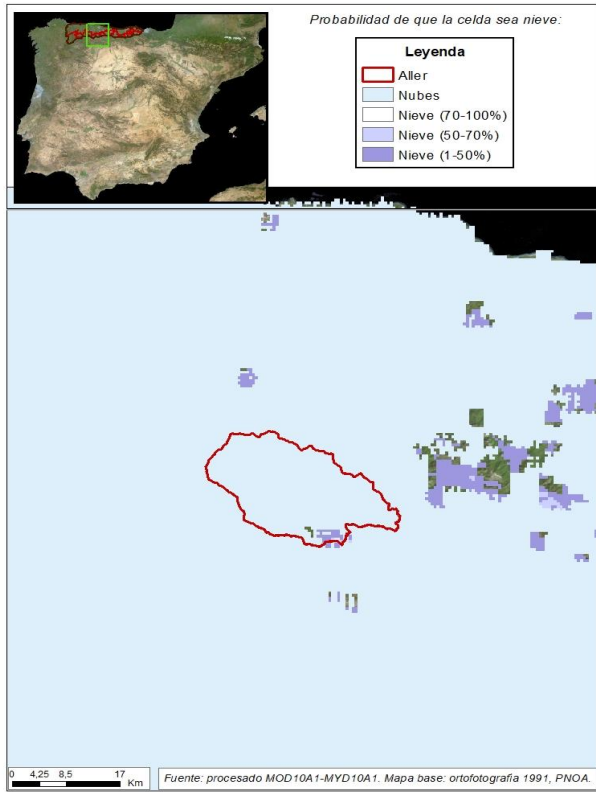 Probabilidad de que la celda sea nieve:
Leyenda
Aller
Nubes
Nieve (70-100%)
Nieve (50-70%)
Nieve (1-50%)
0 4,25 8,5 17
Km
Fuente: procesado MOD10A1-MYD10A1. Mapa base: ortofotografia 1991, PNOA.